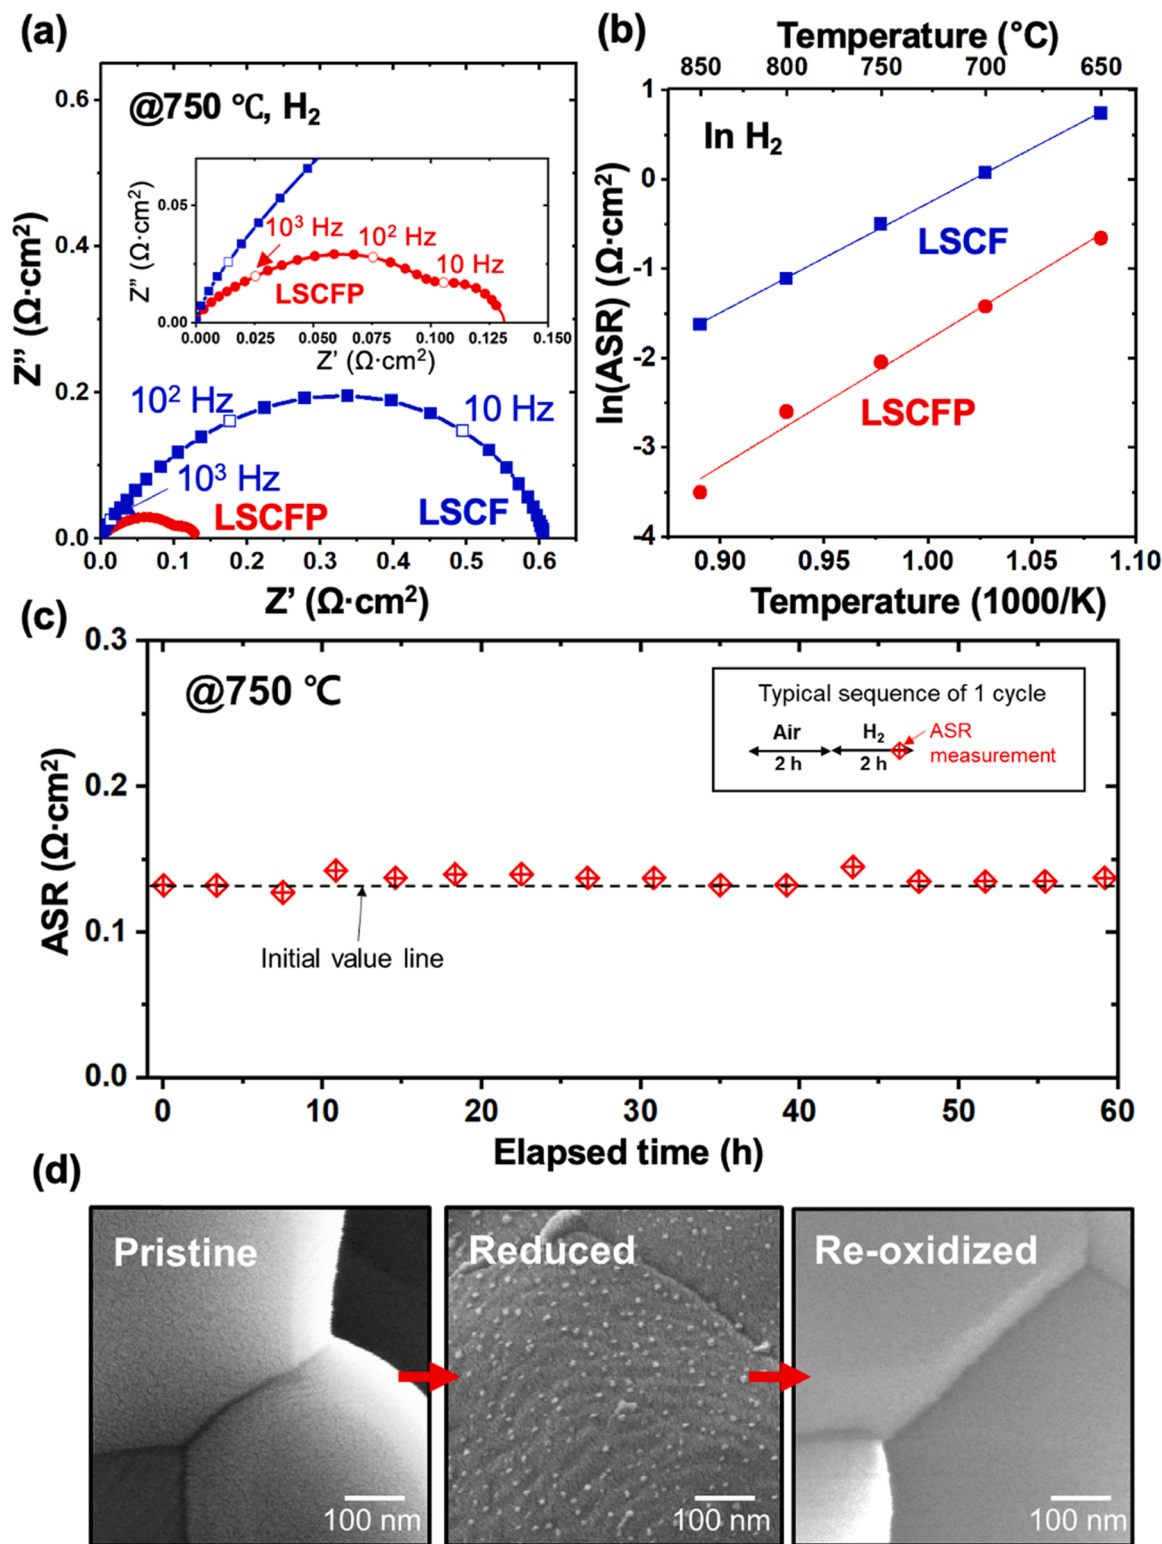 (a)
@750 ℃, H2
0.6
0.4
0.2
0.0
Z″ (Ω·cm2)
0.05
0.00
Z″ (Ω·cm2)
103 Hz
102 Hz
10 Hz
LSCFP
0.000 0.025 0.050 0.075 0.100 0.125 0.150
Z' (Ω·cm2)
102 Hz
10 Hz
103 Hz
LSCFP
LSCF
0.0 0.1 0.2 0.3 0.4 0.5 0.6
Z' (Ω·cm2)
(b)
Temperature (°C)
850 800 750 700 650
In H2
1
0
-1
-2
-3
-4
ln(ASR) (Ω·cm2)
LSCF
LSCFP
0.90 0.95 1.00 1.05 1.10
Temperature (1000/K)
(c)
@750 ℃
0.3
0.2
0.1
0.0
ASR (Ω·cm2)
Typical sequence of 1 cycle
Air H2 ASR
2 h 2 h measurement
Initial value line
0 10 20 30 40 50 60
Elapsed time (h)
(d)
Pristine
100 nm
Reduced
100 nm
Re-oxidized
100 nm